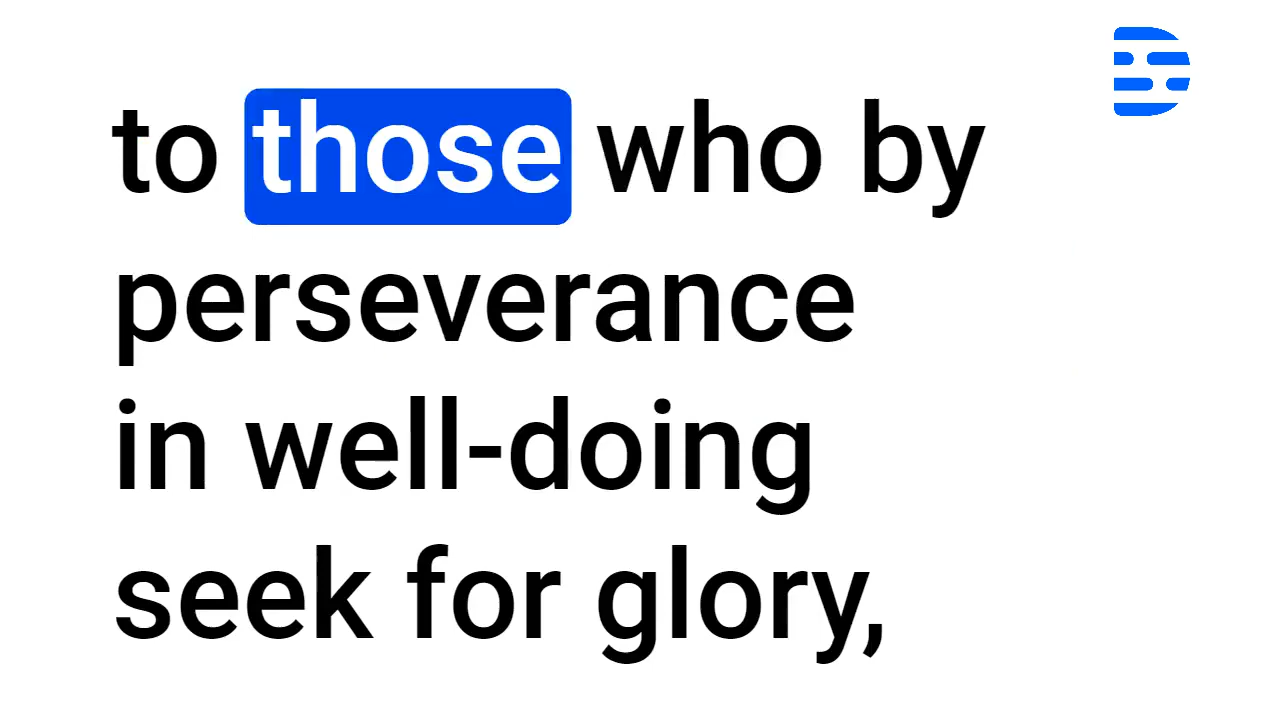 to those who by
perseverance
in well-doing
seek for glory,